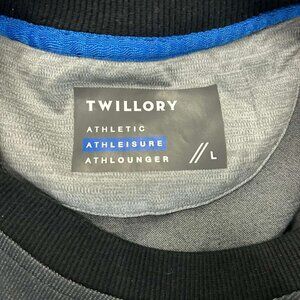 TWILLORY
ATHLETIC
ATHLEISURE
ATHLOUNGER // L